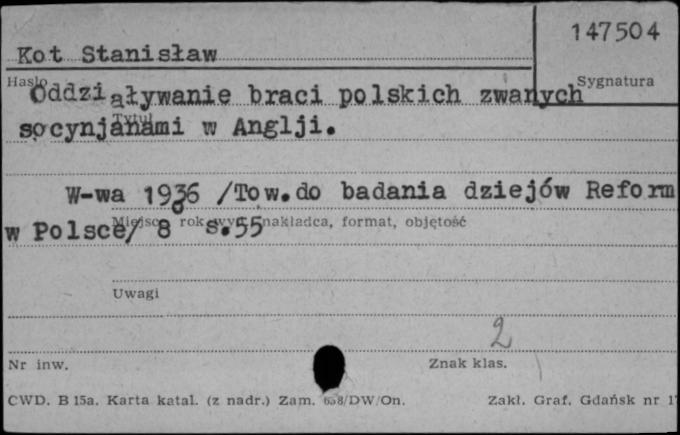 147504
Kot Stanisław
Hasło
Sygnatura
Oddziaływanie braci polskich zwanych
Tytuł
socynjanami w Anglji.
W-wa 1936 /Tow.do badania dziejów Reform
w Polsce/ 8° s.55
Miejsce, rok wyd., nakładca, format, objętość
Uwagi
2
Nr inw.
Znak klas.
CWD. B 15a. Karta katal. (z nadr.) Zam. 638/DW/On.
Zakł. Graf. Gdańsk nr